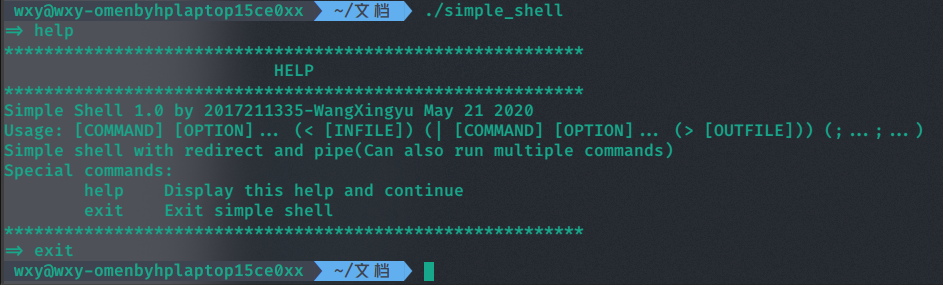 wxy@wxy-omenbyhplaptop15ce0xx ~/文档 ./simple_shell
=> help
**********************************************************
HELP
**********************************************************
Simple Shell 1.0 by 2017211335-WangXingyu May 21 2020
Usage: [COMMAND] [OPTION]... (< [INFILE]) (| [COMMAND] [OPTION]... (> [OUTFILE])) (;...;...)
Simple shell with redirect and pipe(Can also run multiple commands)
Special commands:
help Display this help and continue
exit Exit simple shell
**********************************************************
=> exit
wxy@wxy-omenbyhplaptop15ce0xx ~/文档